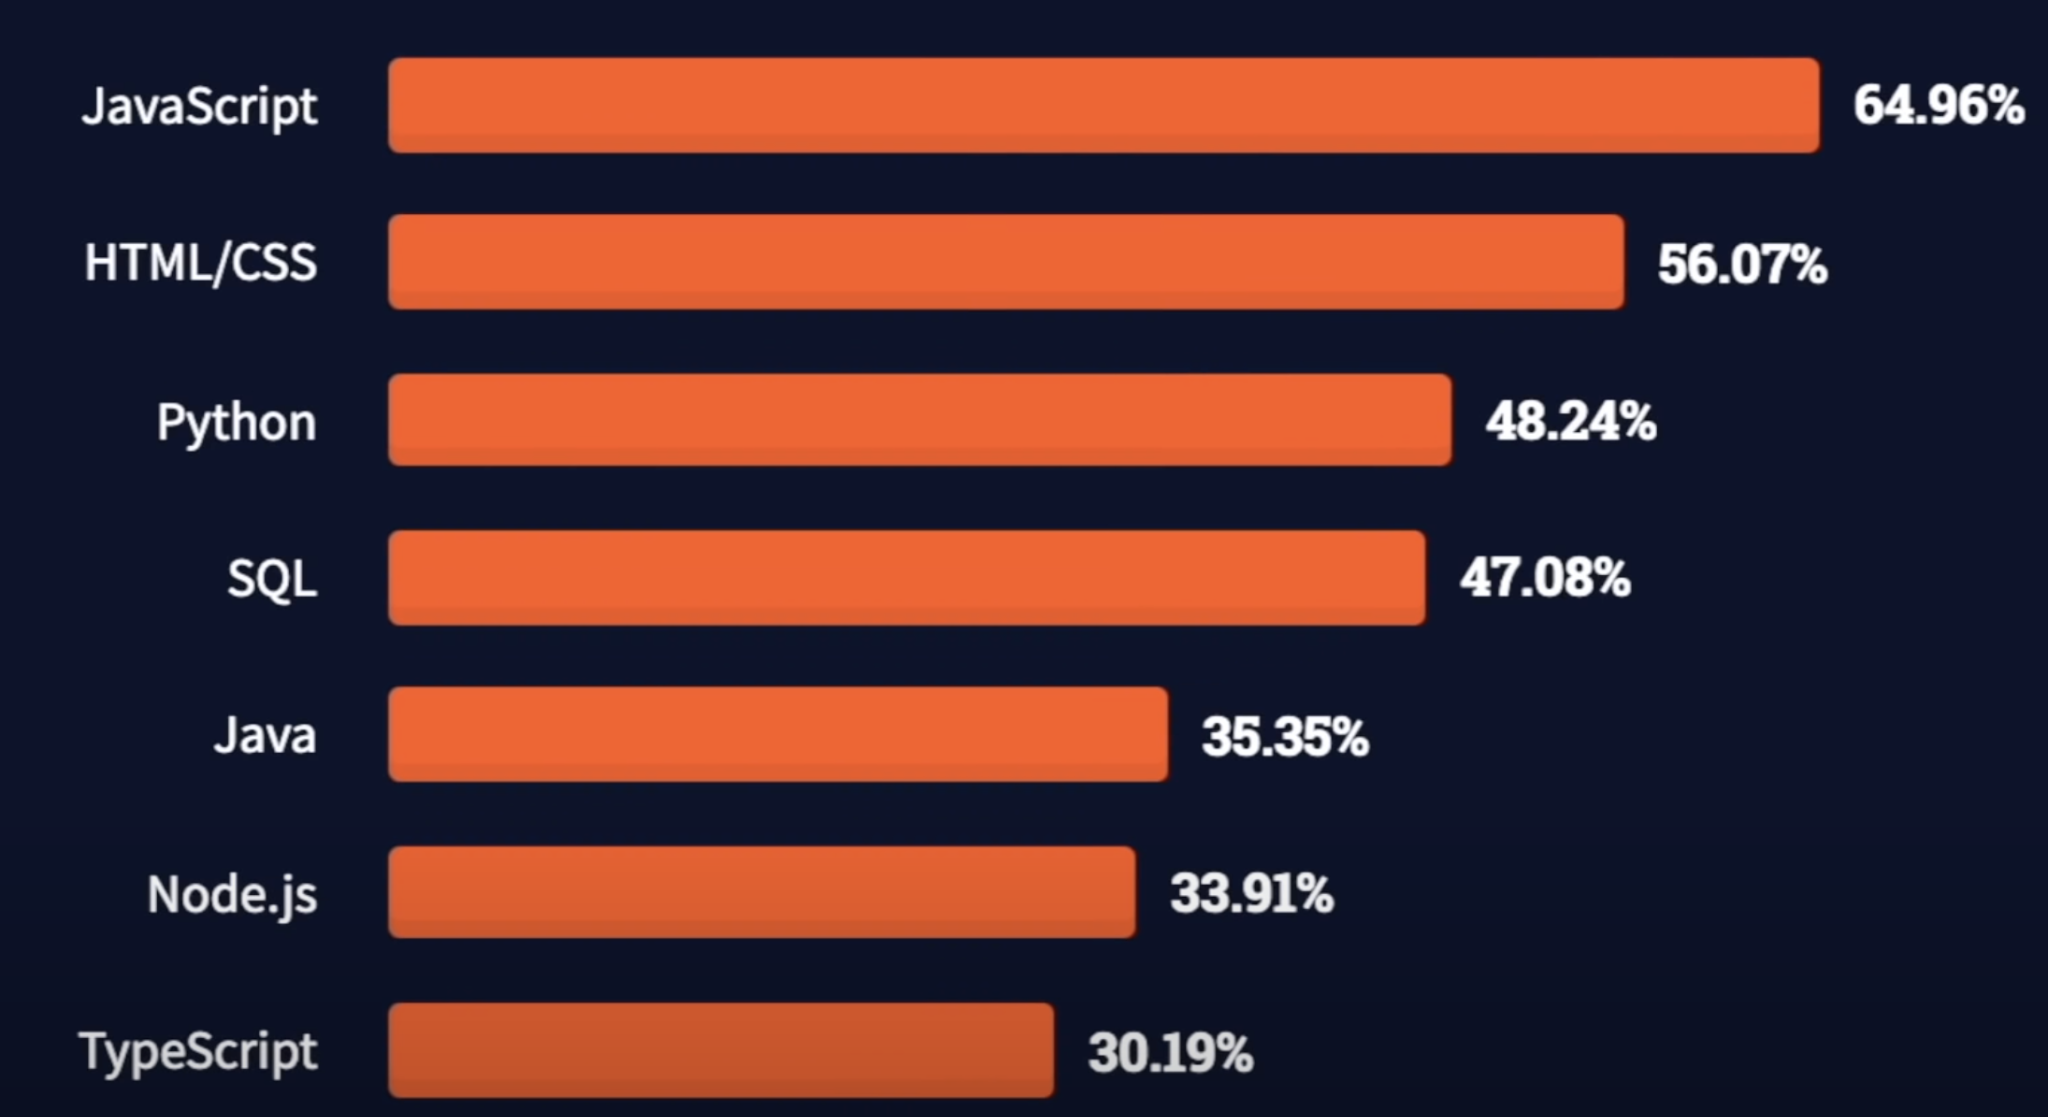 JavaScript 64.96%
HTML/CSS 56.07%
Python 48.24%
SQL 47.08%
Java 35.35%
Node.js 33.91%
TypeScript 30.19%